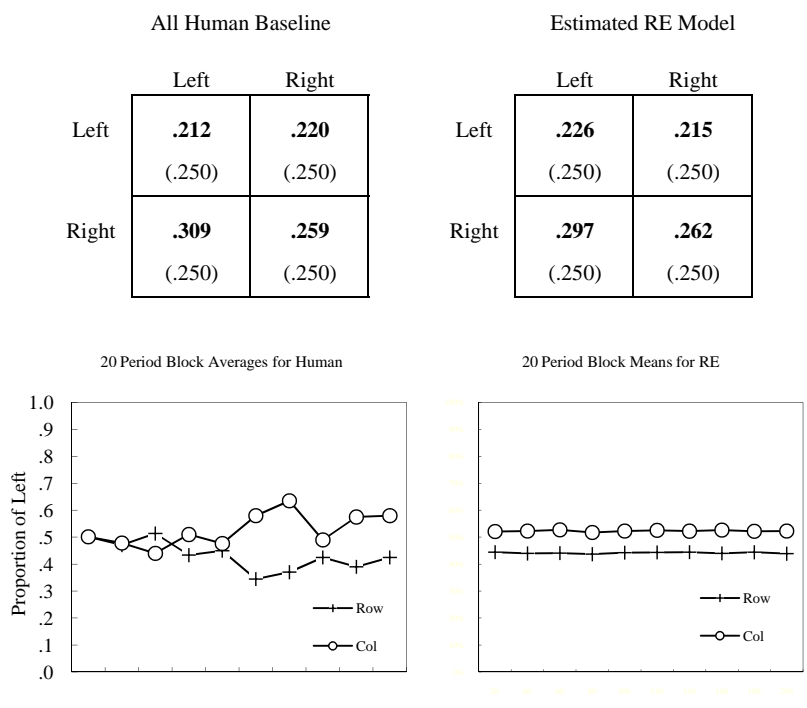 All Human Baseline Estimated RE Model
Left Right Left Right
Left .212 .220 Left .226 .215
(.250) (.250) (.250) (.250)
Right .309 .259 Right .297 .262
(.250) (.250) (.250) (.250)
20 Period Block Averages for Human 20 Period Block Means for RE
Proportion of Left
1.0
.9
.8
.7
.6
.5
.4
.3
.2
.1
.0
Row
Col
Row
Col